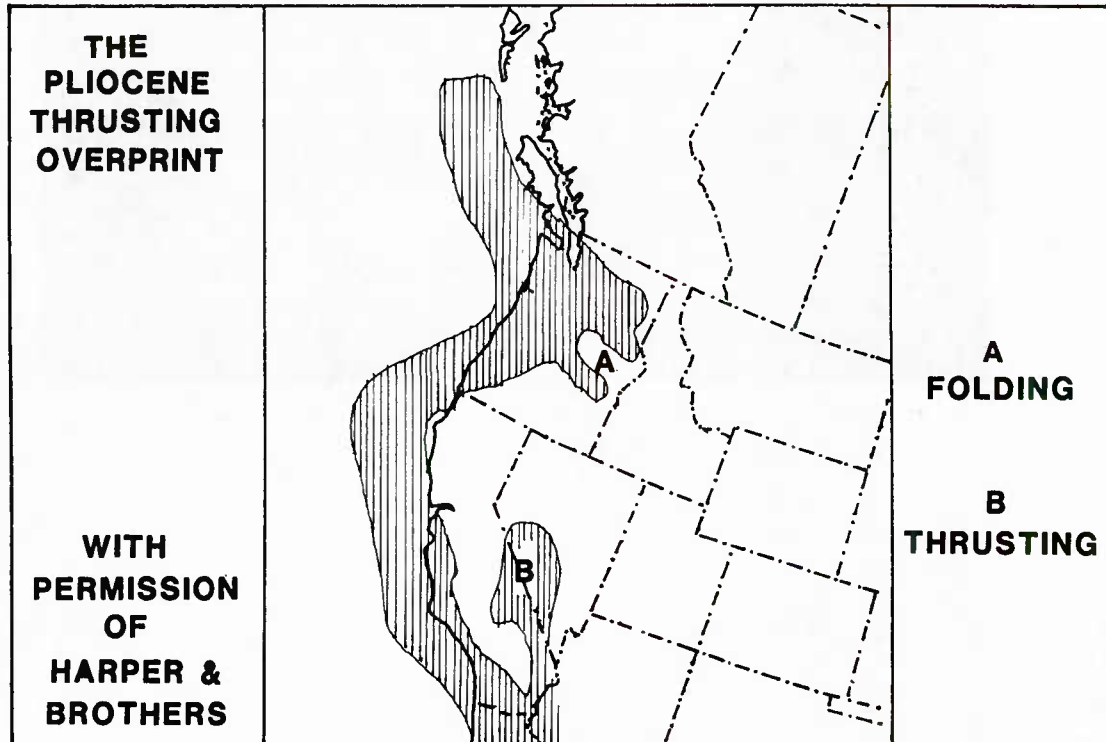 THE
PLIOCENE
THRUSTING
OVERPRINT
WITH
PERMISSION
OF
HARPER &
BROTHERS
A
B
A
FOLDING
B
THRUSTING